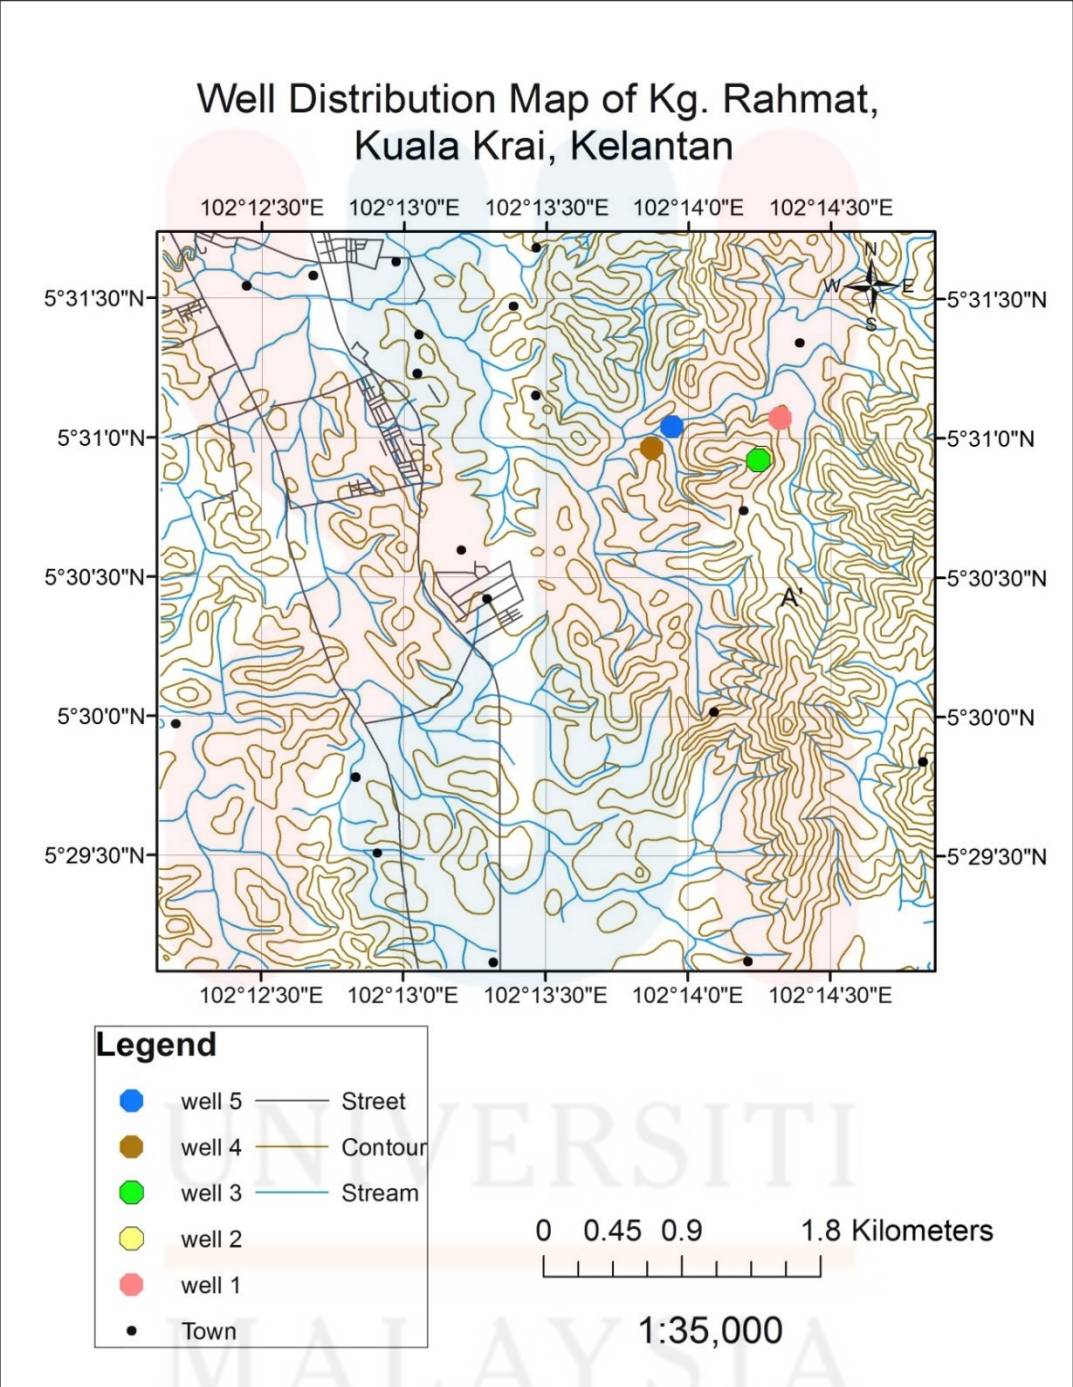 Well Distribution Map of Kg. Rahmat,
Kuala Krai, Kelantan
102°12'30"E 102°13'0"E 102°13'30"E 102°14'0"E 102°14'30"E
N
W E
S
5°31'30"N 5°31'30"N
5°31'0"N 5°31'0"N
5°30'30"N 5°30'30"N
A'
5°30'0"N 5°30'0"N
5°29'30"N 5°29'30"N
102°12'30"E 102°13'0"E 102°13'30"E 102°14'0"E 102°14'30"E
Legend
well 5 Street
well 4 Contour
well 3 Stream
well 2
well 1
Town
UNIVERSITI
0 0.45 0.9 1.8 Kilometers
1:35,000
MALAYSIA